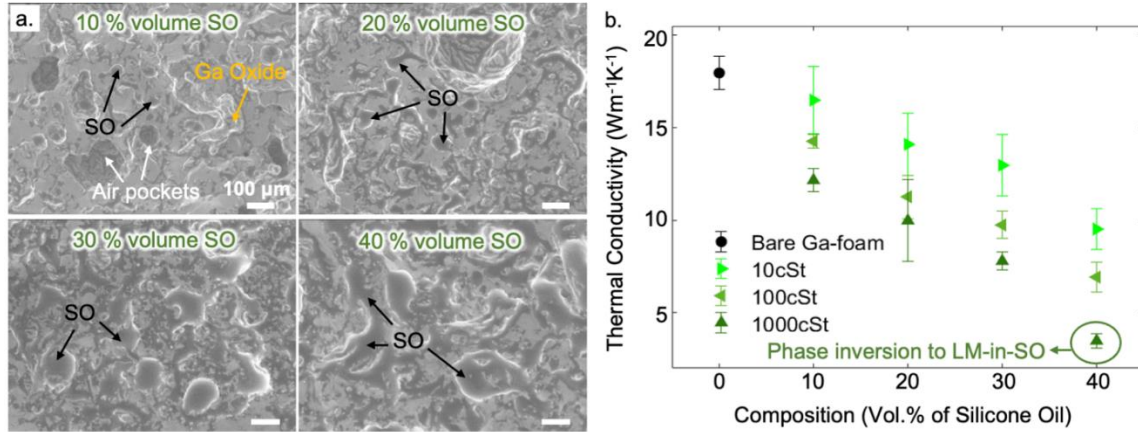 a.
10 % volume SO
20 % volume SO
SO
Ga Oxide
SO
Air pockets
100 µm
30 % volume SO
40 % volume SO
SO
SO
b.
Thermal Conductivity (Wm⁻¹K⁻¹)
20
15
10
5
Bare Ga-foam
10cSt
100cSt
1000cSt
Phase inversion to LM-in-SO
0 10 20 30 40
Composition (Vol.% of Silicone Oil)